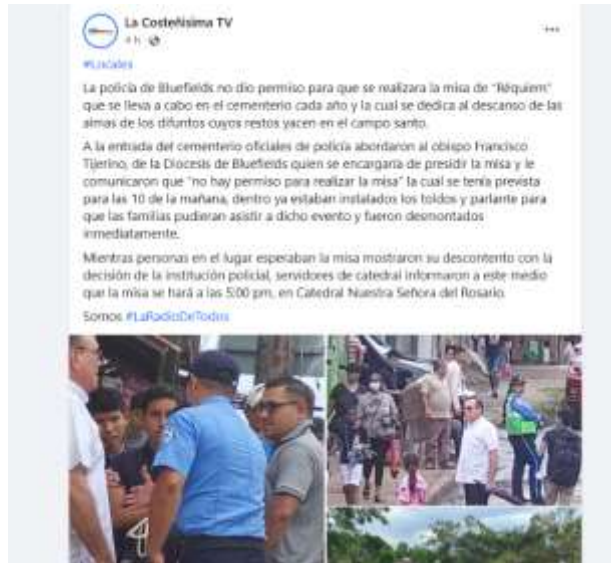 La Costeñisima TV
4 h ·
#Locales
La policía de Bluefields no dio permiso para que se realizara la misa de "Réquiem"
que se lleva a cabo en el cementerio cada año y la cual se dedica al descanso de las
almas de los difuntos cuyos restos yacen en el campo santo.
A la entrada del cementerio oficiales de policía abordaron al obispo Francisco
Tijerino, de la Diocesis de Bluefields quien se encargaria de presidir la misa y le
comunicaron que "no hay permiso para realizar la misa" la cual se tenía prevista
para las 10 de la mañana, dentro ya estaban instalados los toldos y parlante para
que las familias pudieran asistir a dicho evento y fueron desmontados
inmediatamente.
Mientras personas en el lugar esperaban la misa mostraron su descontento con la
decisión de la institución policial, servidores de catedral informaron a este medio
que la misa se hará a las 5:00 pm, en Catedral Nuestra Señora del Rosario.
Somos #LaRadioDeTodos